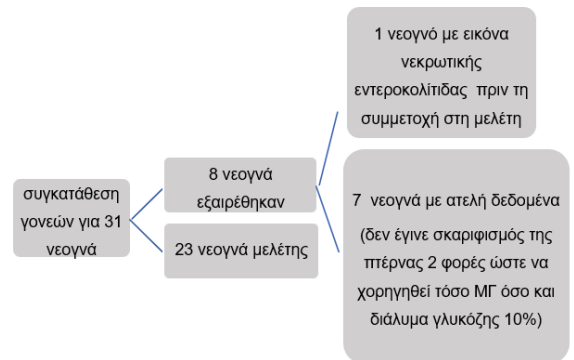 συγκατάθεση
γονεών για 31
νεογνά
8 νεογνά
εξαιρέθηκαν
23 νεογνά μελέτης
1 νεογνό με εικόνα
νεκρωτικής
εντεροκολίτιδας πριν τη
συμμετοχή στη μελέτη
7 νεογνά με ατελή δεδομένα
(δεν έγινε σκαριφισμός της
πτέρνας 2 φορές ώστε να
χορηγηθεί τόσο ΜΓ όσο και
διάλυμα γλυκόζης 10%)